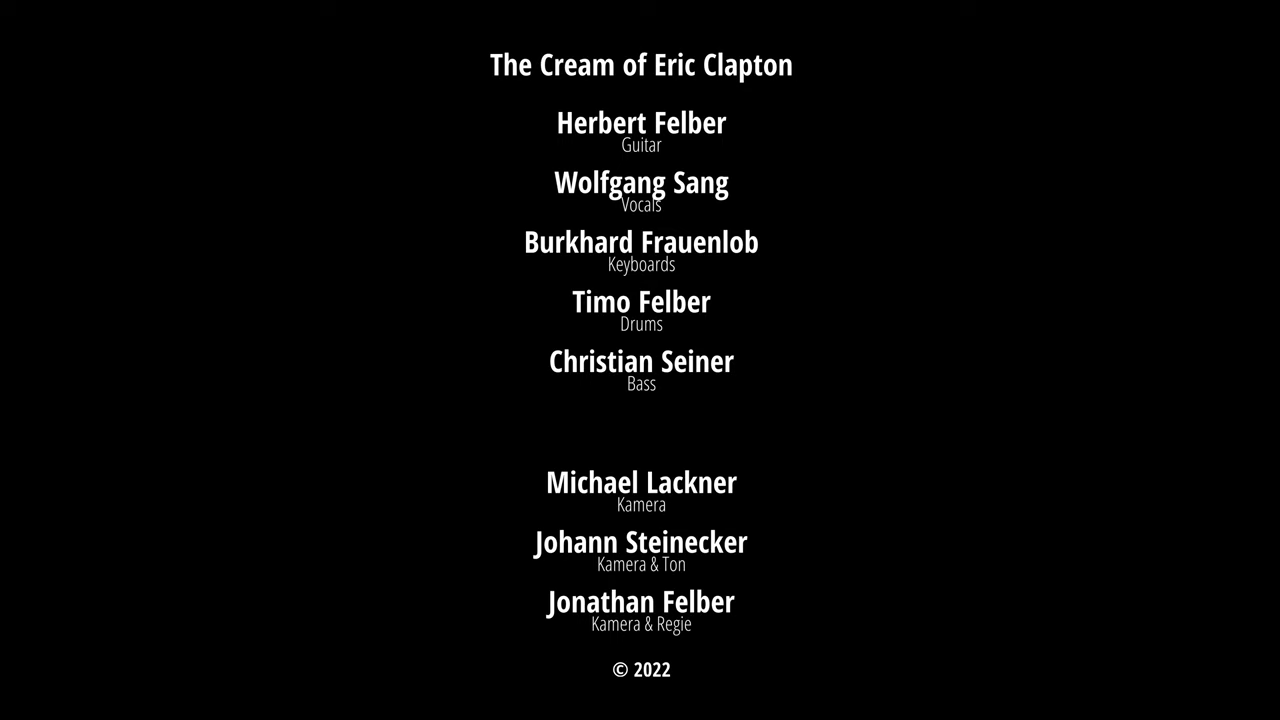 The Cream of Eric Clapton
Herbert Felber
Guitar
Wolfgang Sang
Vocals
Burkhard Frauenlob
Keyboards
Timo Felber
Drums
Christian Seiner
Bass
Michael Lackner
Kamera
Johann Steinecker
Kamera & Ton
Jonathan Felber
Kamera & Regie
© 2022